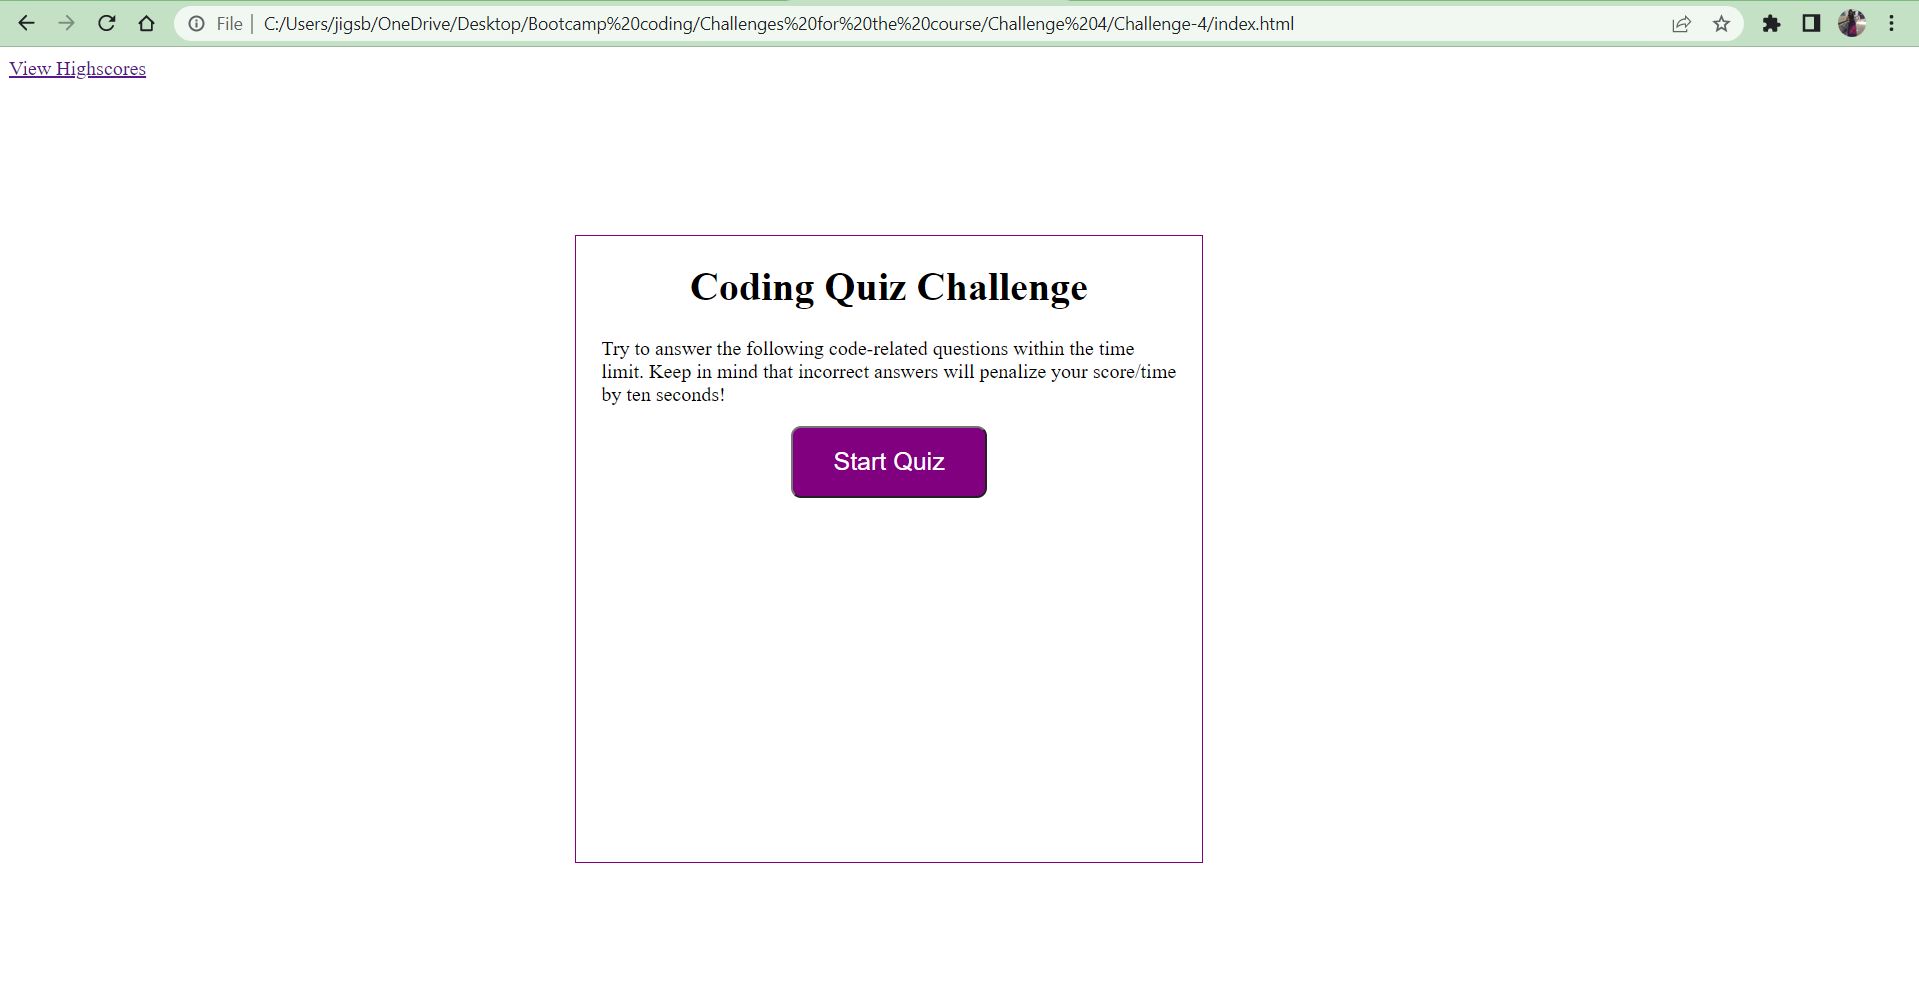 File | C:/Users/jigsb/OneDrive/Desktop/Bootcamp%20coding/Challenges%20for%20the%20course/Challenge%204/Challenge-4/index.html
View Highscores
Coding Quiz Challenge
Try to answer the following code-related questions within the time
limit. Keep in mind that incorrect answers will penalize your score/time
by ten seconds!
Start Quiz